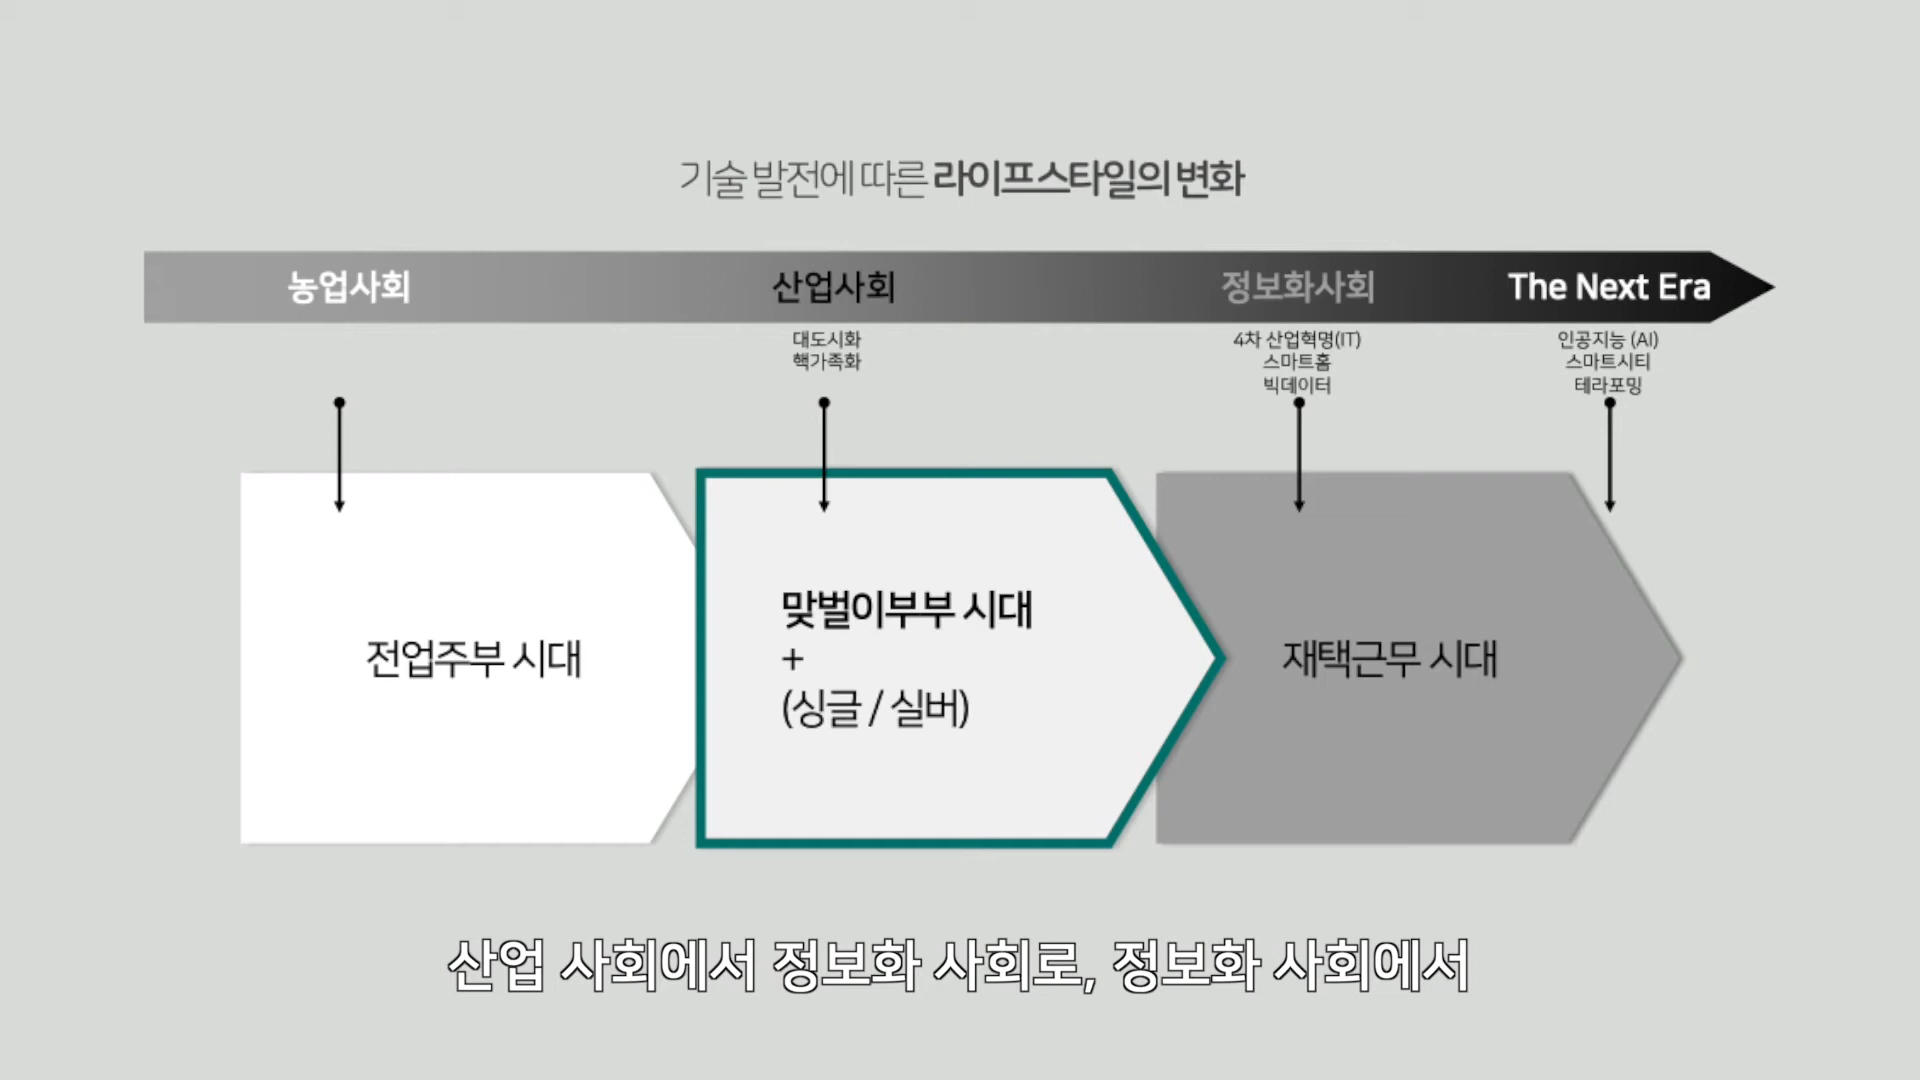 기술 발전에 따른 라이프스타일의 변화
농업사회
산업사회
정보화사회
The Next Era
대도시화
핵가족화
4차 산업혁명(IT)
스마트홈
빅데이터
인공지능 (AI)
스마트시티
테라포밍
전업주부 시대
맞벌이부부 시대
+
(싱글 / 실버)
재택근무 시대
산업 사회에서 정보화 사회로, 정보화 사회에서